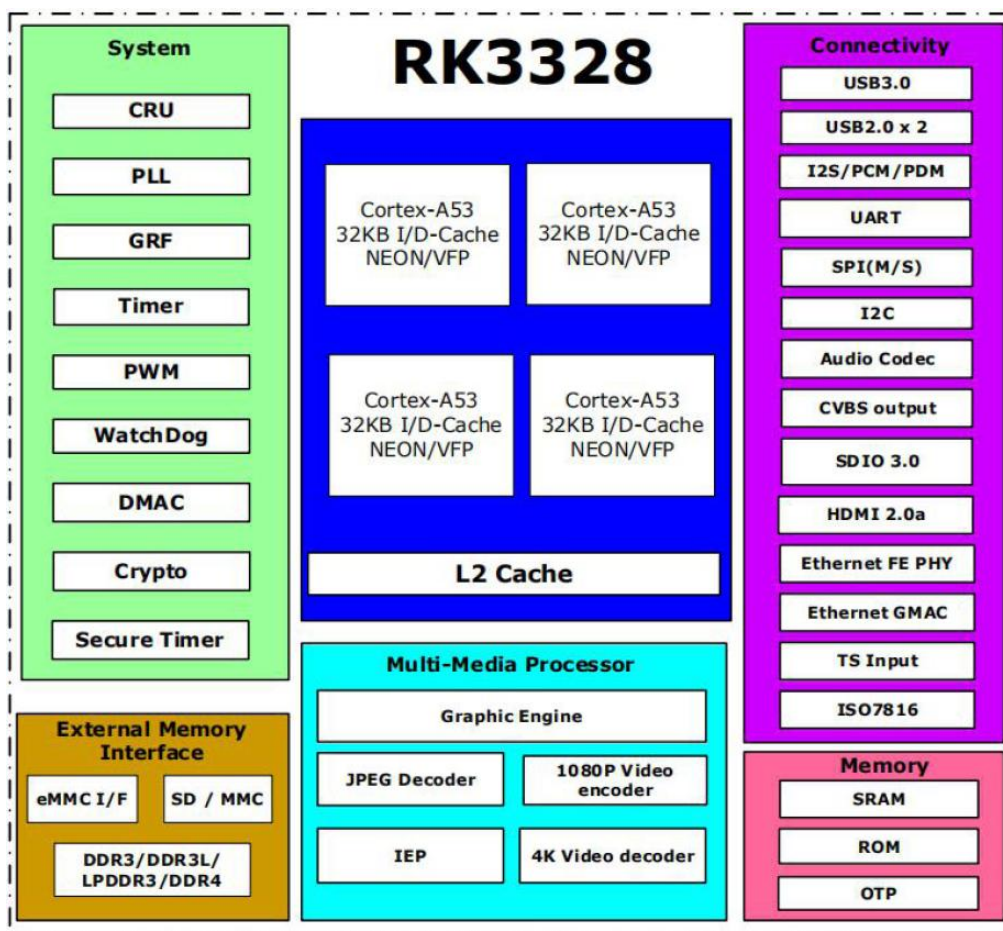 RK3328
System
CRU
PLL
GRF
Timer
PWM
WatchDog
DMAC
Crypto
Secure Timer
External Memory
Interface
eMMC I/F
SD / MMC
DDR3/DDR3L/
LPDDR3/DDR4
Cortex-A53
32KB I/D-Cache
NEON/VFP
Cortex-A53
32KB I/D-Cache
NEON/VFP
Cortex-A53
32KB I/D-Cache
NEON/VFP
Cortex-A53
32KB I/D-Cache
NEON/VFP
L2 Cache
Multi-Media Processor
Graphic Engine
JPEG Decoder
1080P Video
encoder
IEP
4K Video decoder
Connectivity
USB3.0
USB2.0 x 2
I2S/PCM/PDM
UART
SPI(M/S)
I2C
Audio Codec
CVBS output
SDIO 3.0
HDMI 2.0a
Ethernet FE PHY
Ethernet GMAC
TS Input
ISO7816
Memory
SRAM
ROM
OTP